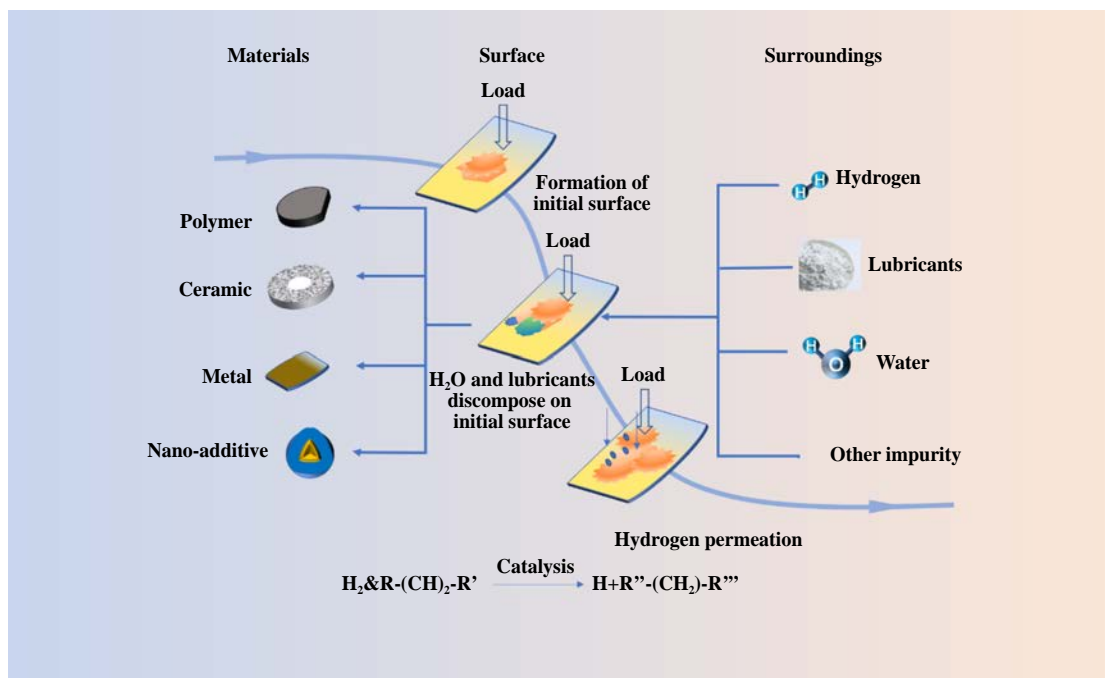 Materials
Surface
Surroundings
Load
Formation of
initial surface
Polymer
Ceramic
Metal
Nano-additive
Load
Hydrogen
H
H
Lubricants
H
H
O
Water
Other impurity
H₂O and lubricants
discompose on
initial surface
Load
Hydrogen permeation
Catalysis
H₂&R-(CH)₂-R’ H+R”-(CH₂)-R”’